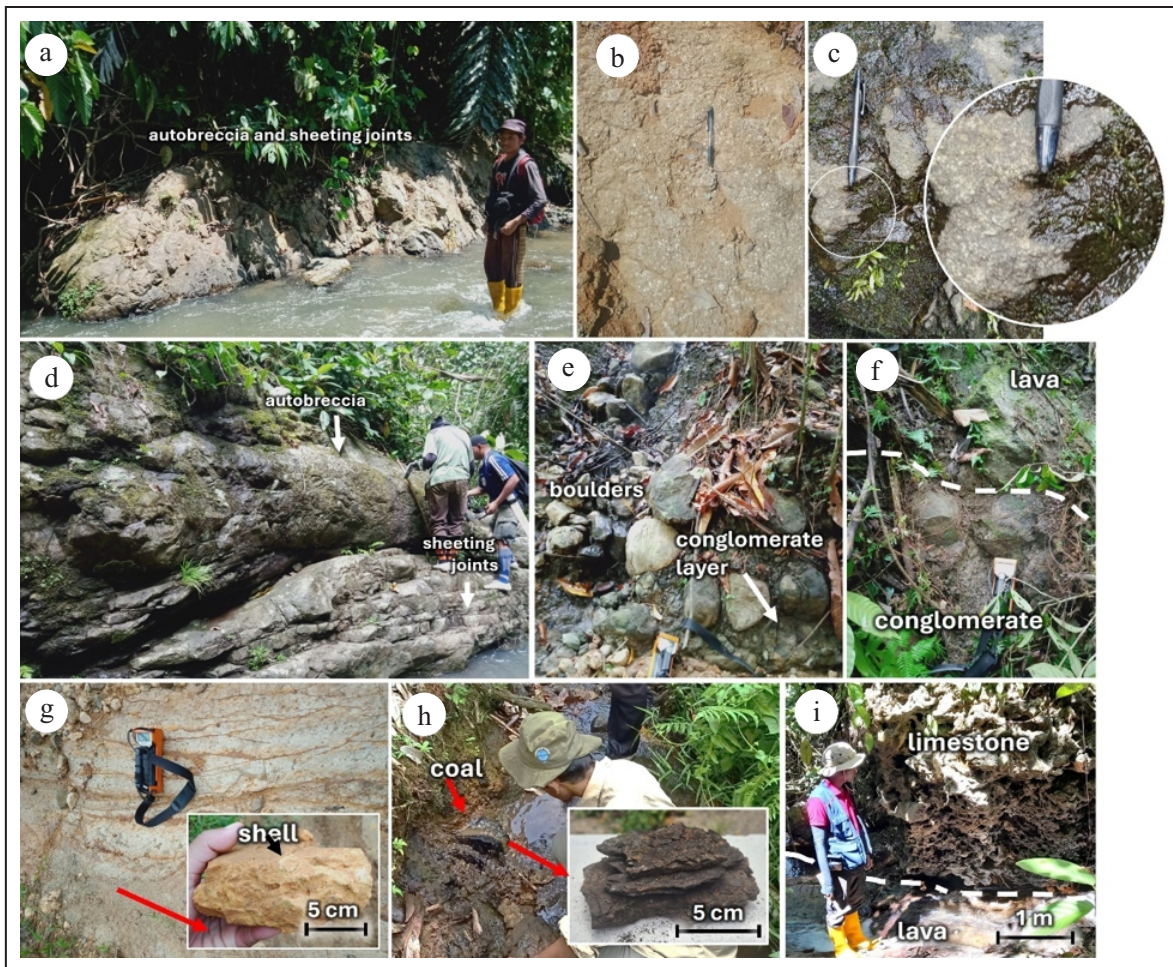 a
autobreccia and sheeting joints
b
c
d
autobreccia
sheeting
joints
e
boulders
conglomerate
layer
f
lava
conglomerate
g
shell
5 cm
h
coal
5 cm
i
limestone
lava
1 m